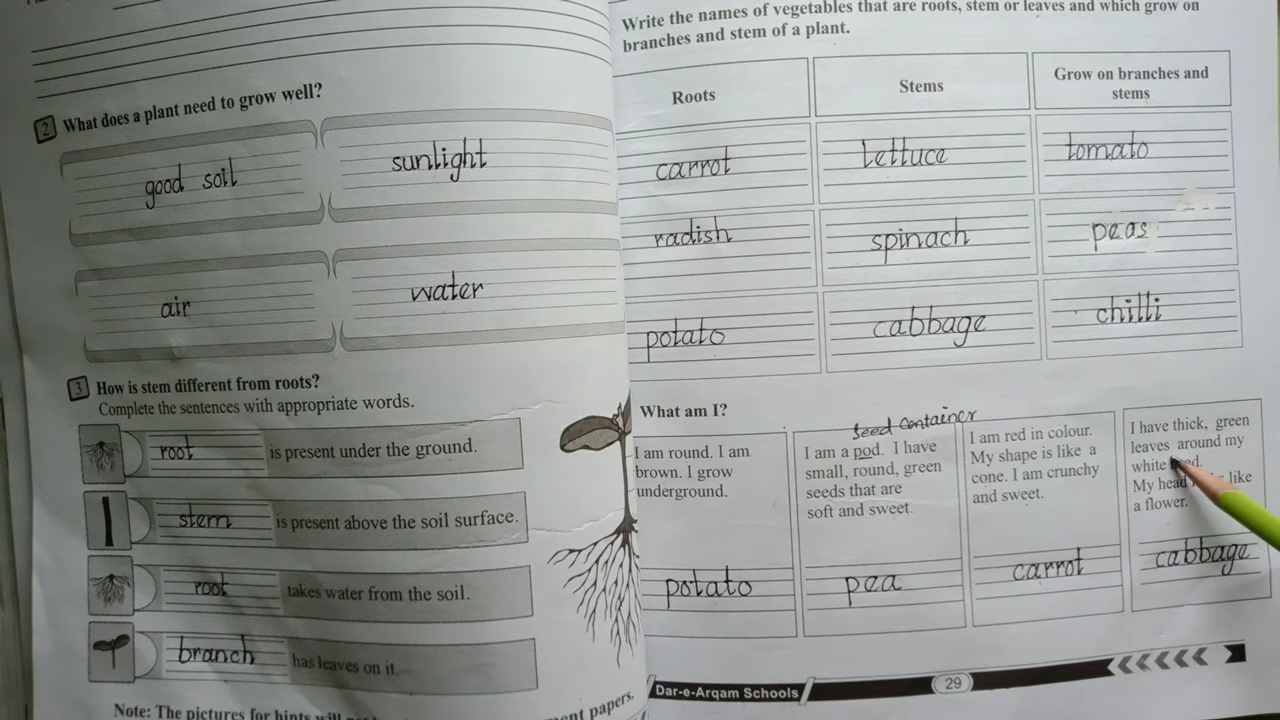 2 What does a plant need to grow well?
good soil
sunlight
air
water
3 How is stem different from roots?
Complete the sentences with appropriate words.
root is present under the ground.
stem is present above the soil surface.
root takes water from the soil.
branch has leaves on it.
Note: The pictures for hints will
papers.
Write the names of vegetables that are roots, stem or leaves and which grow on
branches and stem of a plant.
Roots
Stems
Grow on branches and
stems
carrot
Lettuce
tomato
radish
spinach
peas
potato
cabbage
chilli
What am I?
I am round. I am
brown. I grow
underground.
potato
Seed Container
I am a pod. I have
small, round, green
seeds that are
soft and sweet.
pea
I am red in colour.
My shape is like a
cone. I am crunchy
and sweet.
carrot
I have thick, green
leaves around my
white
My head like
a flower.
cabbage
Dar-e-Arqam Schools
29